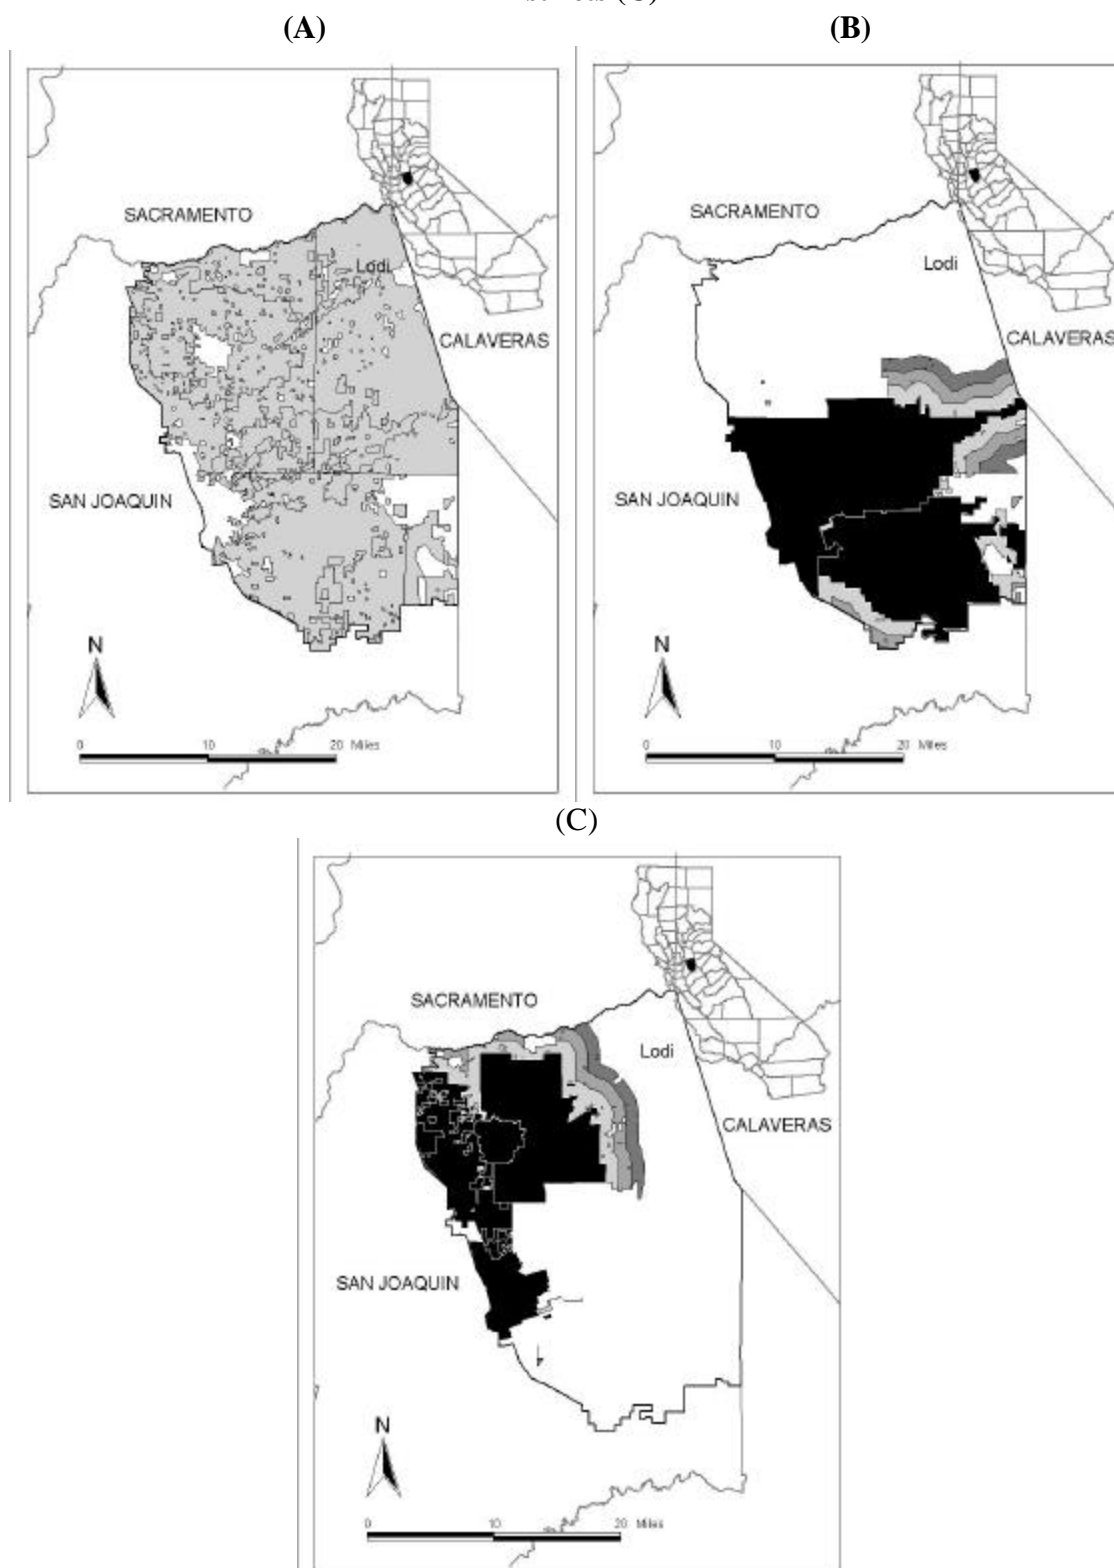 (C)
(A)
(B)
SACRAMENTO
Lodi
CALAVERAS
SAN JOAQUIN
N
0 10 20 Miles
SACRAMENTO
Lodi
CALAVERAS
SAN JOAQUIN
N
0 10 20 Miles
(C)
SACRAMENTO
Lodi
CALAVERAS
SAN JOAQUIN
N
0 10 20 Miles